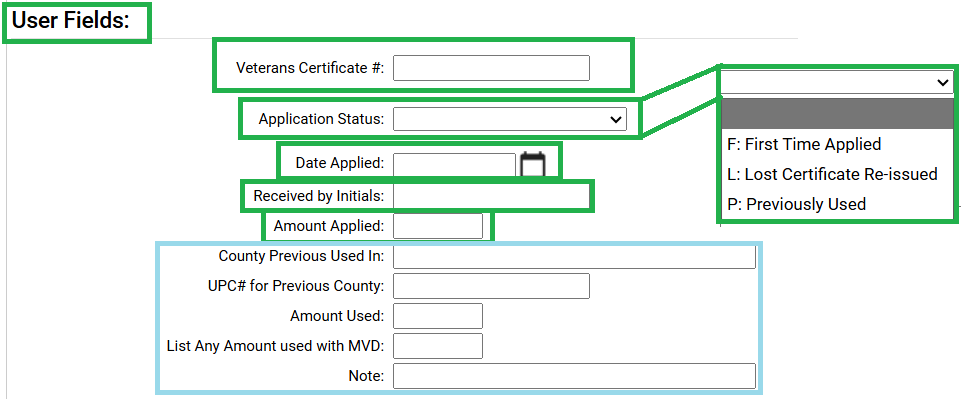 User Fields:
Veterans Certificate #:
Application Status:
F: First Time Applied
L: Lost Certificate Re-issued
P: Previously Used
Date Applied:
Received by Initials:
Amount Applied:
County Previous Used In:
UPC# for Previous County:
Amount Used:
List Any Amount used with MVD:
Note: